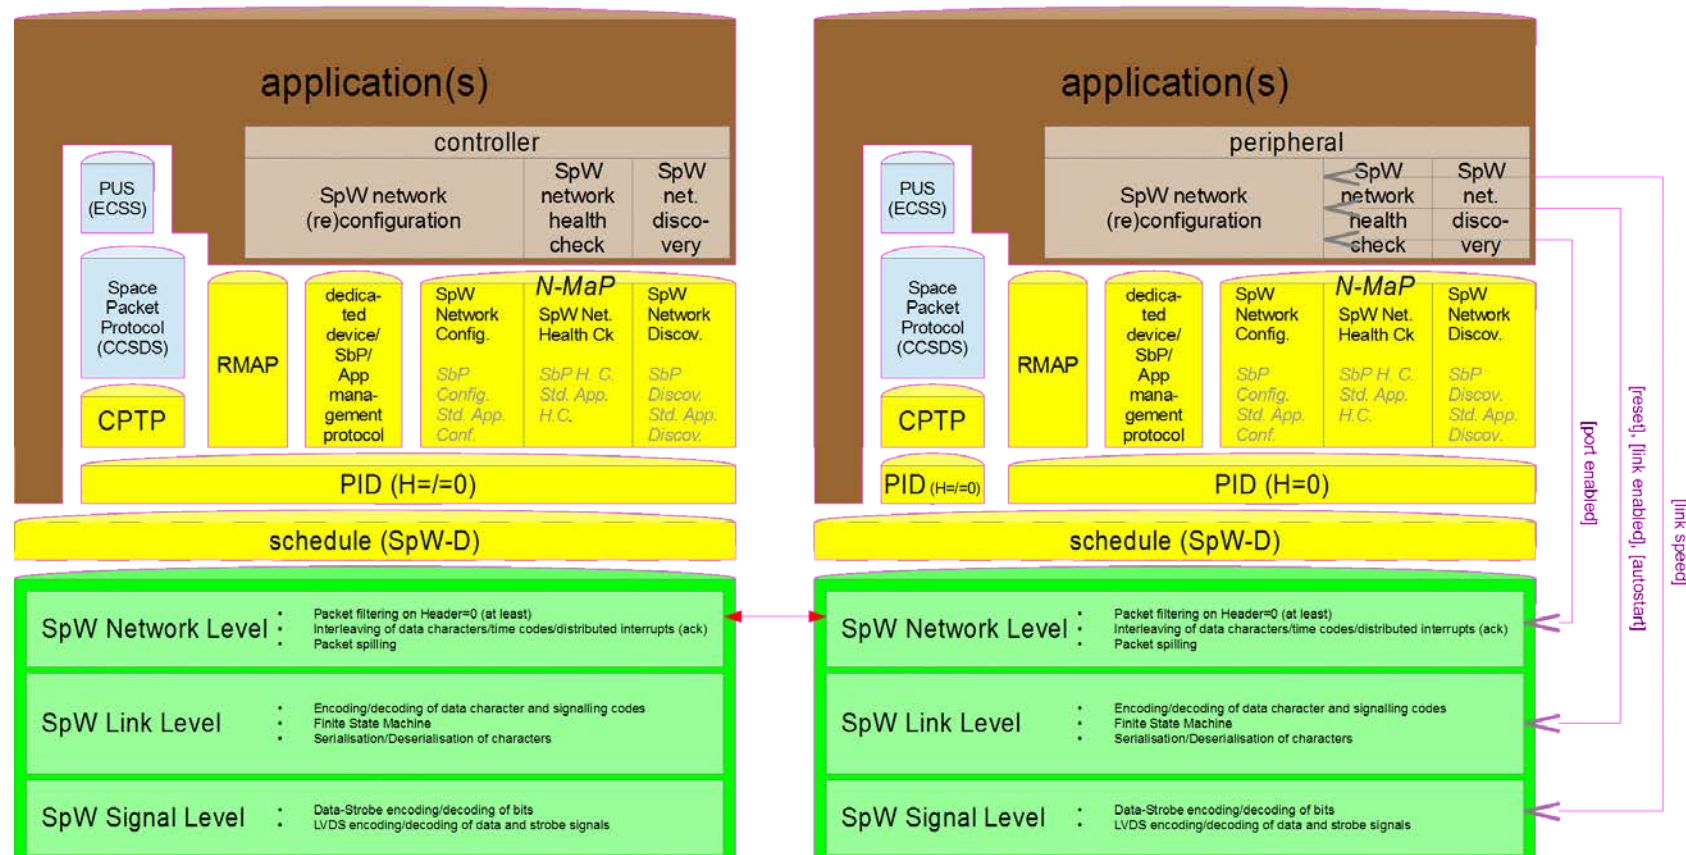 application(s)
controller
SpW network
(re)configuration
SpW
network
health
check
SpW
net.
disco-
very
PUS
(ECSS)
Space
Packet
Protocol
(CCSDS)
CPTP
RMAP
dedica-
ted
device/
SbP/
App
mana-
gement
protocol
N-MaP
SpW
Network
Config.
SbP
Config.
Std. App.
Conf.
SpW Net.
Health Ck
SbP H. C.
Std. App.
H.C.
SpW
Network
Discov.
SbP
Discov.
Std. App.
Discov.
PID (H=/=0)
schedule (SpW-D)
SpW Network Level
• Packet filtering on Header=0 (at least)
• Interleaving of data characters/time codes/distributed interrupts (ack)
• Packet spilling
SpW Link Level
• Encoding/decoding of data character and signalling codes
• Finite State Machine
• Serialisation/Deserialisation of characters
SpW Signal Level
• Data-Strobe encoding/decoding of bits
• LVDS encoding/decoding of data and strobe signals
application(s)
peripheral
SpW network
(re)configuration
SpW
network
health
check
SpW
net.
disco-
very
PUS
(ECSS)
Space
Packet
Protocol
(CCSDS)
CPTP
PID (H=/=0)
RMAP
dedica-
ted
device/
SbP/
App
mana-
gement
protocol
N-MaP
SpW
Network
Config.
SbP
Config.
Std. App.
Conf.
SpW Net.
Health Ck
SbP H. C.
Std. App.
H.C.
SpW
Network
Discov.
SbP
Discov.
Std. App.
Discov.
PID (H=0)
schedule (SpW-D)
SpW Network Level
• Packet filtering on Header=0 (at least)
• Interleaving of data characters/time codes/distributed interrupts (ack)
• Packet spilling
SpW Link Level
• Encoding/decoding of data character and signalling codes
• Finite State Machine
• Serialisation/Deserialisation of characters
SpW Signal Level
• Data-Strobe encoding/decoding of bits
• LVDS encoding/decoding of data and strobe signals
[port enabled]
[reset], [link enabled], [autostart]
[link speed]